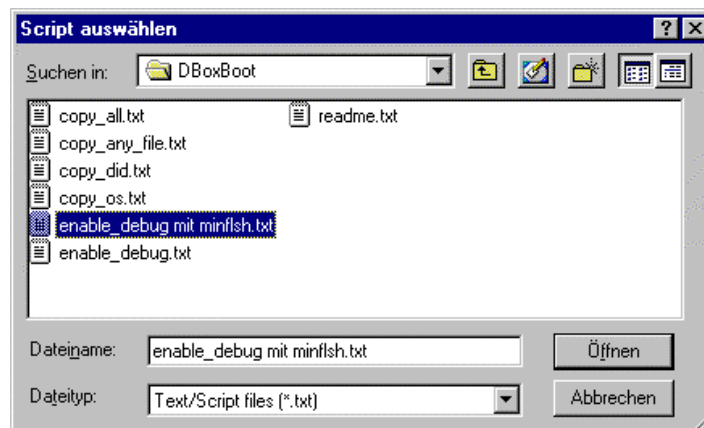 Script auswählen
Suchen in: DBoxBoot
copy_all.txt
copy_any_file.txt
copy_did.txt
copy_os.txt
enable_debug mit minflsh.txt
enable_debug.txt
readme.txt
Dateiname: enable_debug mit minflsh.txt Öffnen
Dateityp: Text/Script files (*.txt) Abbrechen